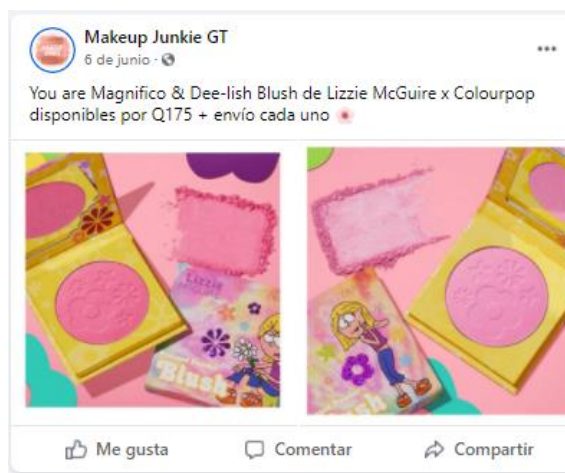 Makeup Junkie GT
6 de junio
You are Magnifico & Dee-lish Blush de Lizzie McGuire x Colourpop
disponibles por Q175 + envío cada uno
Lizzie
Blush
Me gusta
Comentar
Compartir